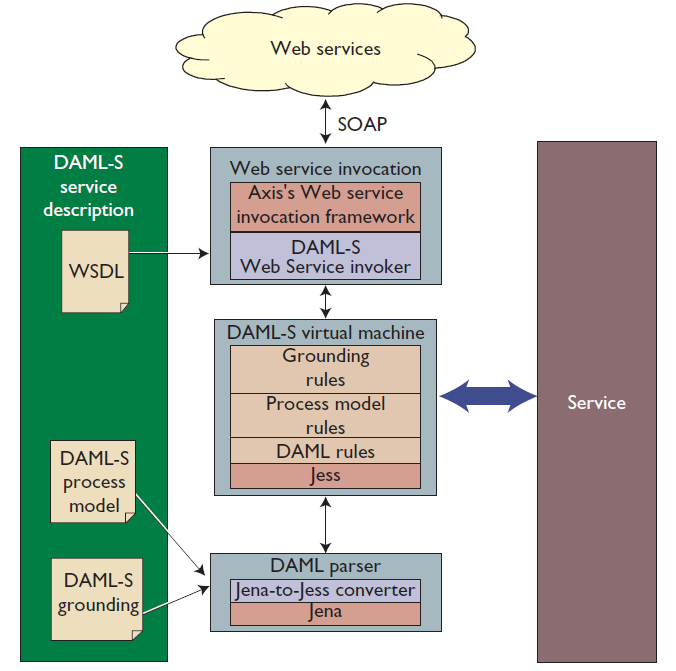 Web services
SOAP
DAML-S
service
description
WSDL
DAML-S
process
model
DAML-S
grounding
Web service invocation
Axis's Web service
invocation framework
DAML-S
Web Service invoker
DAML-S virtual machine
Grounding
rules
Process model
rules
DAML rules
Jess
DAML parser
Jena-to-Jess converter
Jena
Service